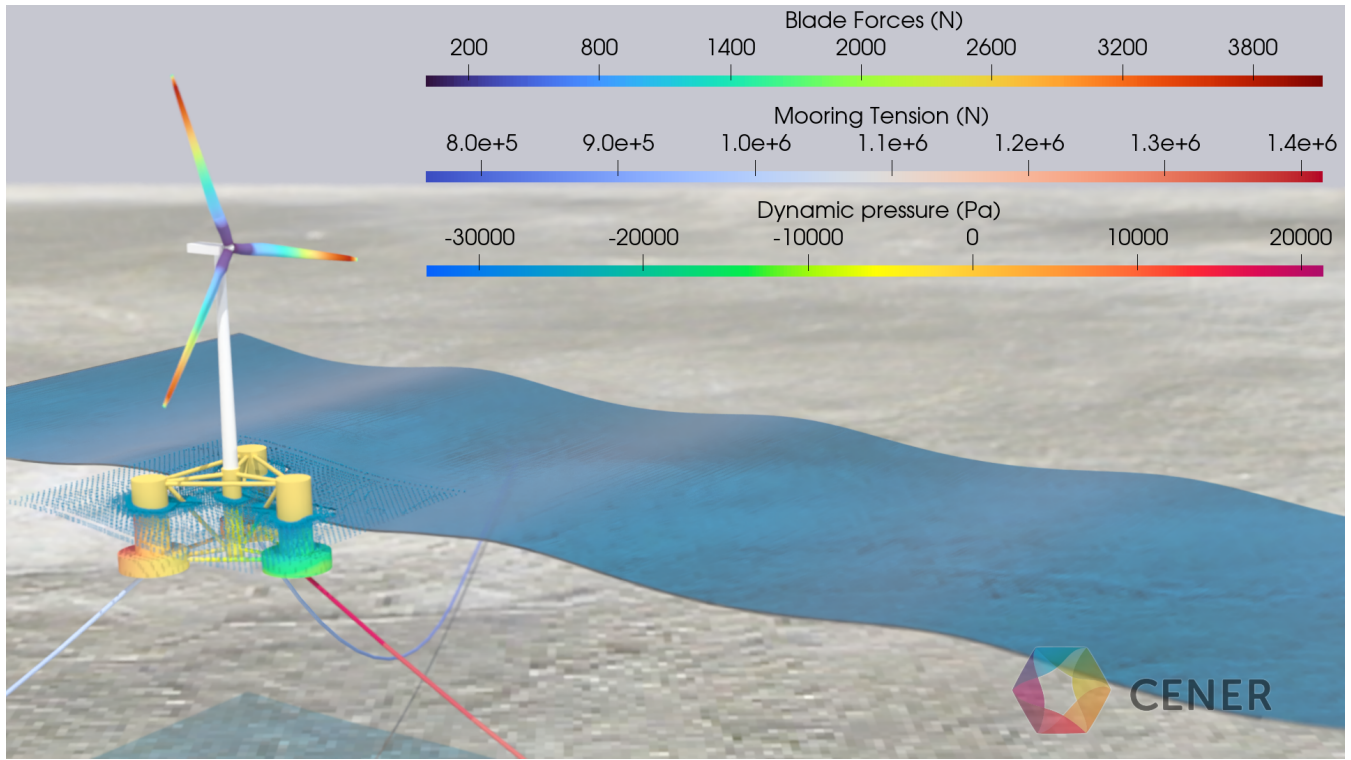 Blade Forces (N)
200 800 1400 2000 2600 3200 3800
Mooring Tension (N)
8.0e+5 9.0e+5 1.0e+6 1.1e+6 1.2e+6 1.3e+6 1.4e+6
Dynamic pressure (Pa)
-30000 -20000 -10000 0 10000 20000
CENER